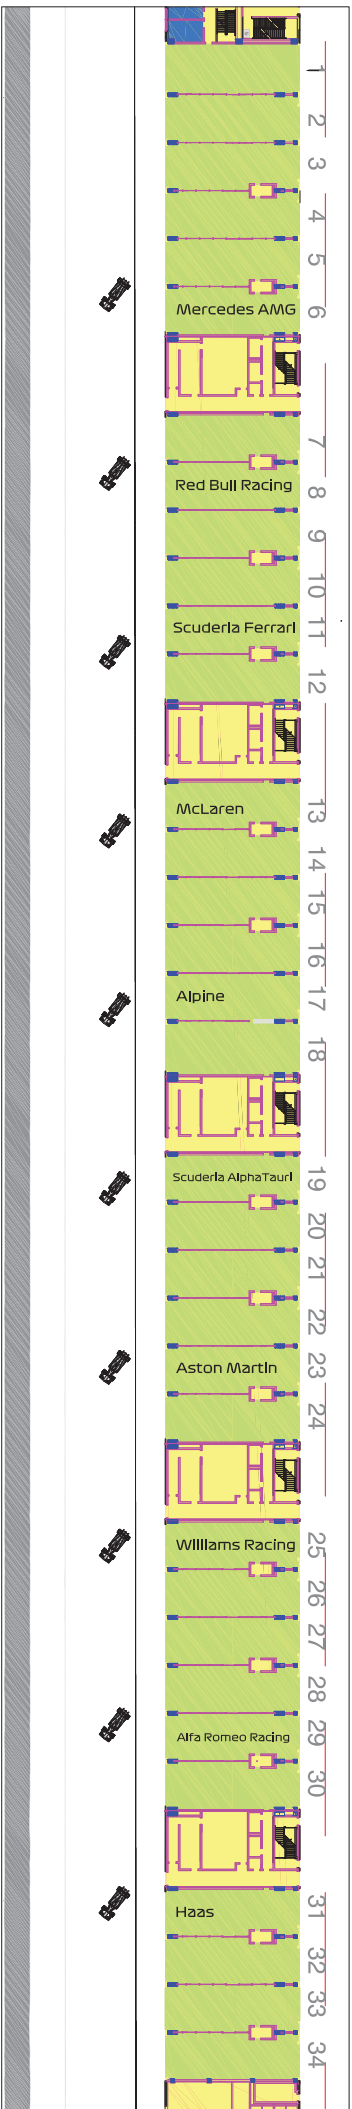 1
2
3
4
5
Mercedes AMG 6
7
Red Bull Racing 8
9
10
Scuderia Ferrari 11
12
McLaren 13
14
15
16
Alpine 17
18
Scuderia AlphaTauri 19
20
21
22
Aston Martin 23
24
Williams Racing 25
26
27
28
Alfa Romeo Racing 29
30
Haas 31
32
33
34